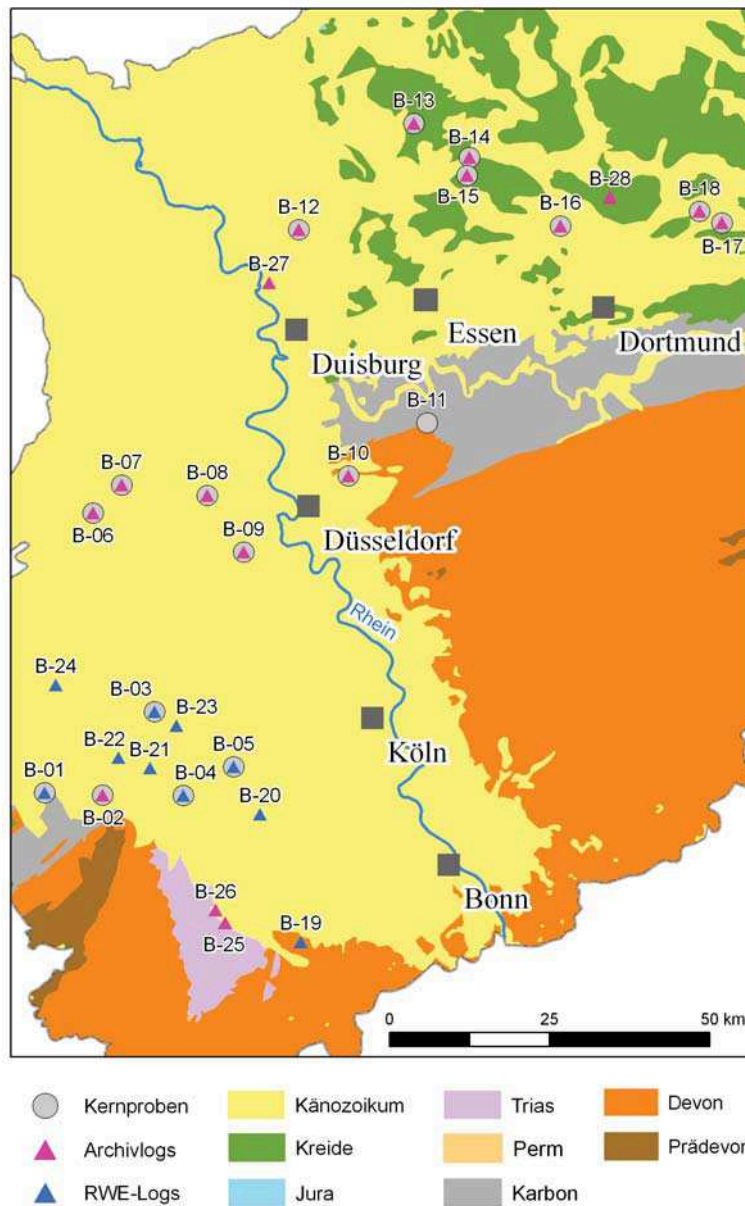 B-13
B-14
B-15
B-28
B-18
B-16
B-17
B-12
B-27
Essen
Dortmund
Duisburg
B-11
B-10
B-07
B-08
B-06
B-09
Düsseldorf
Rhein
B-24
B-03
B-23
B-22
B-21
B-05
B-01
B-04
B-02
B-20
Köln
B-26
B-25
B-19
Bonn
0 25 50 km
Kernproben Känozoikum Trias Devon
Archivlogs Kreide Perm Prädevon
RWE-Logs Jura Karbon